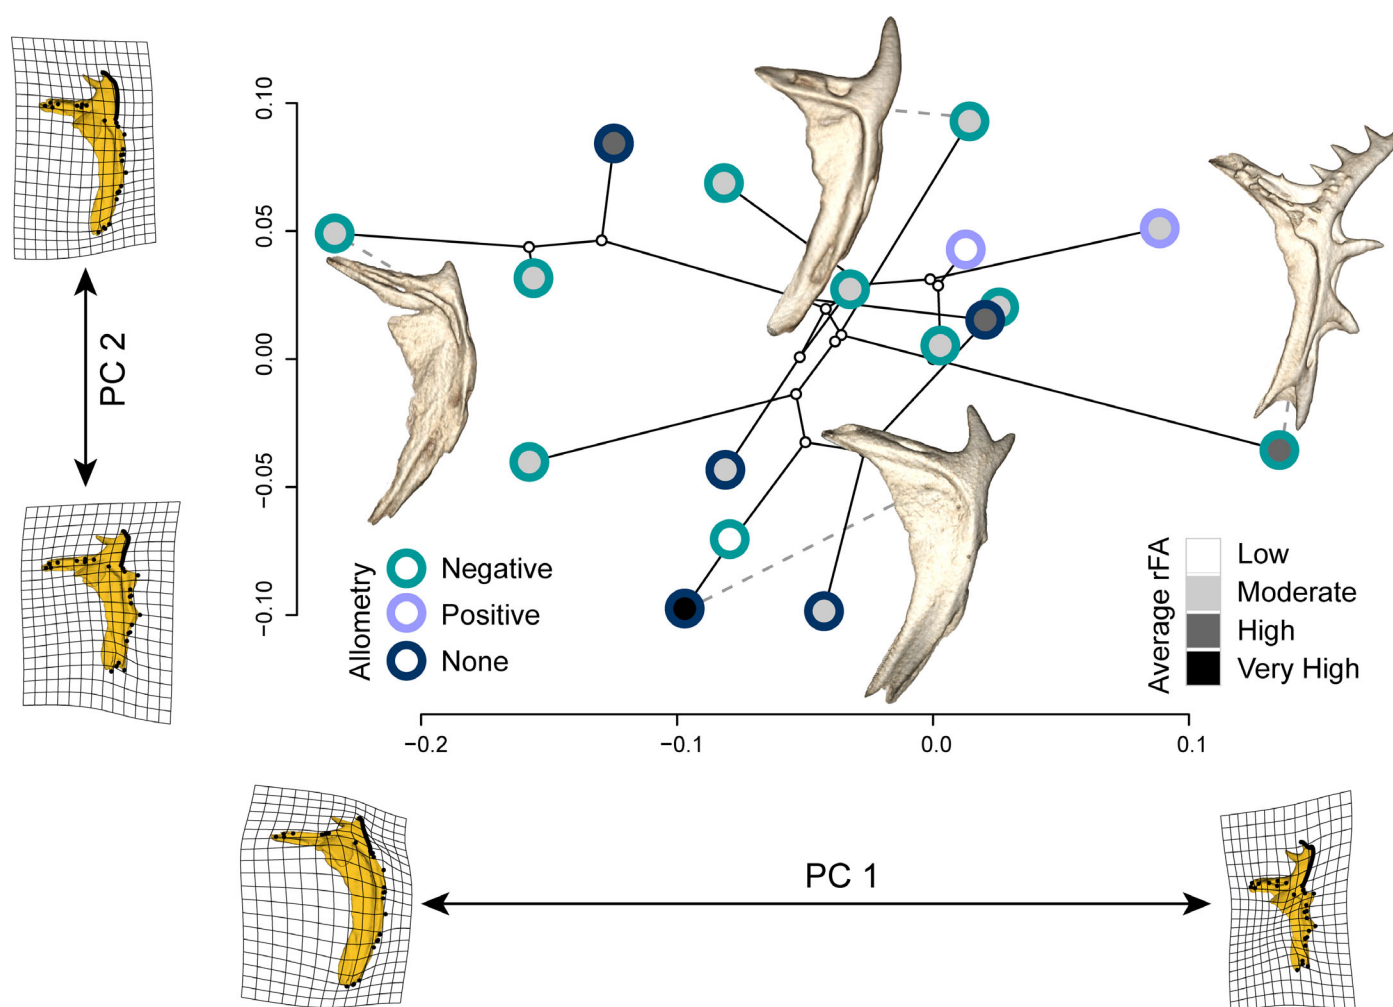 0.10
0.05
0.00
−0.05
−0.10
PC 2
Allometry
Negative
Positive
None
Average rFA
Low
Moderate
High
Very High
−0.2
−0.1
0.0
0.1
PC 1